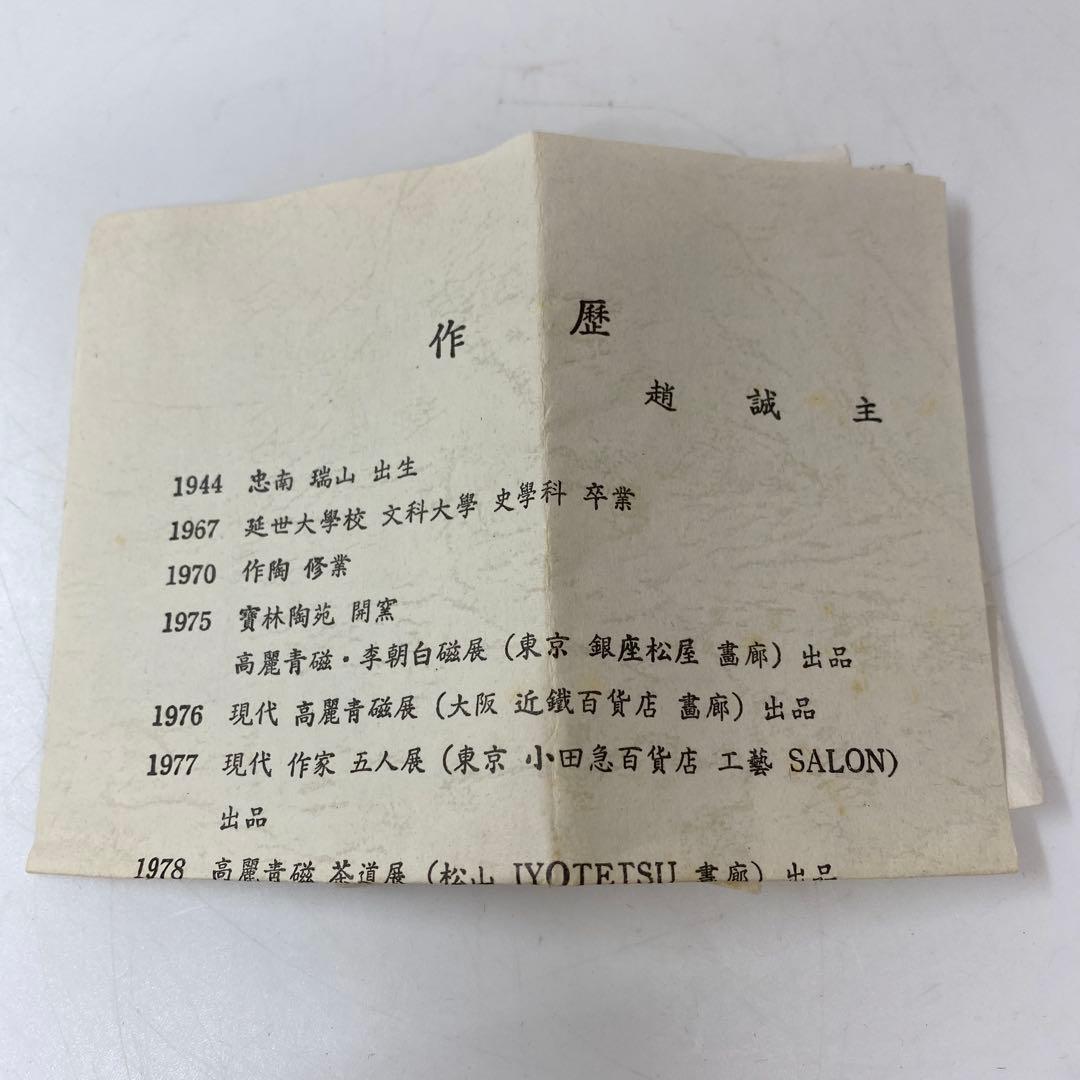 作 歷
趙 誠 主
1944 忠南 瑞山 出生
1967 延世大學校 文科大學 史學科 卒業
1970 作陶 修業
1975 寶林陶苑 開窯
高麗青磁・李朝白磁展 (東京 銀座松屋 畵廊) 出品
1976 現代 高麗青磁展 (大阪 近鐵百貨店 畵廊) 出品
1977 現代 作家 五人展 (東京 小田急百貨店 工藝 SALON)
出品
1978 高麗青磁 茶道展 (松山 IYOTETSU 畵廊) 出品